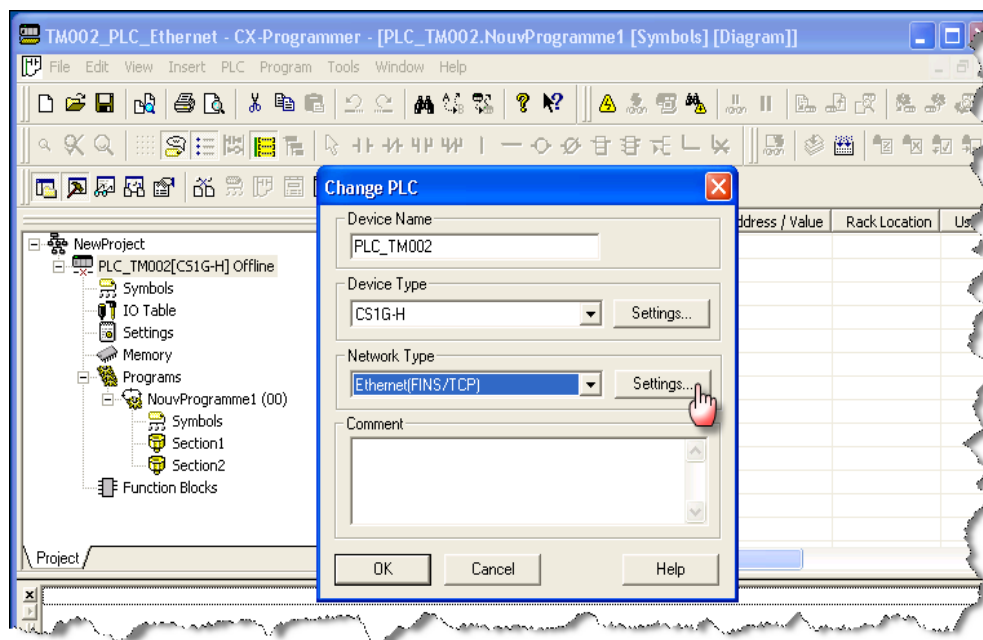 TM002_PLC_Ethernet - CX-Programmer - [PLC_TM002.NouvProgramme1 [Symbols] [Diagram]]
File Edit View Insert PLC Program Tools Window Help
Change PLC
Device Name
PLC_TM002
Device Type
CS1G-H
Settings...
Network Type
Ethernet(FINS/TCP)
Settings...
Comment
OK
Cancel
Help
ddress / Value
Rack Location
Us
NewProject
PLC_TM002[CS1G-H] Offline
Symbols
IO Table
Settings
Memory
Programs
NouvProgramme1 (00)
Symbols
Section1
Section2
Function Blocks
Project